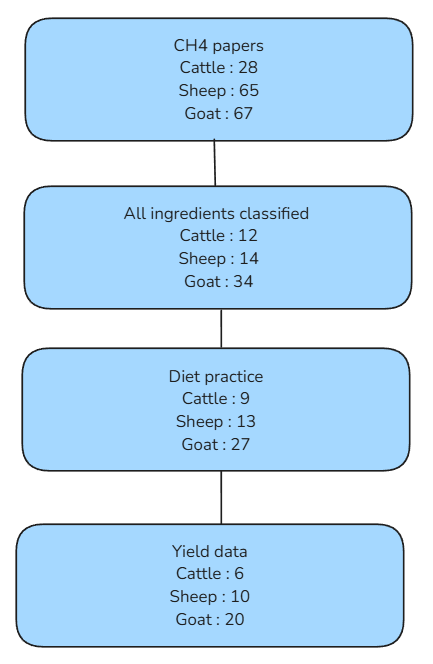 CH4 papers
Cattle : 28
Sheep : 65
Goat : 67
All ingredients classified
Cattle : 12
Sheep : 14
Goat : 34
Diet practice
Cattle : 9
Sheep : 13
Goat : 27
Yield data
Cattle : 6
Sheep : 10
Goat : 20